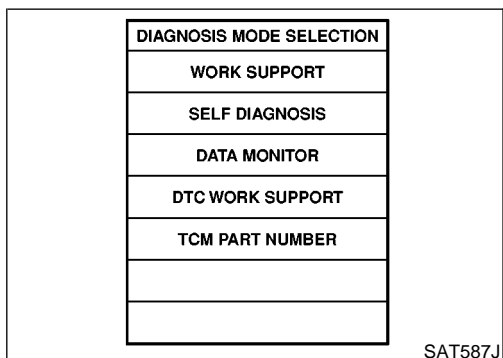 DIAGNOSIS MODE SELECTION
WORK SUPPORT
SELF DIAGNOSIS
DATA MONITOR
DTC WORK SUPPORT
TCM PART NUMBER
SAT587J